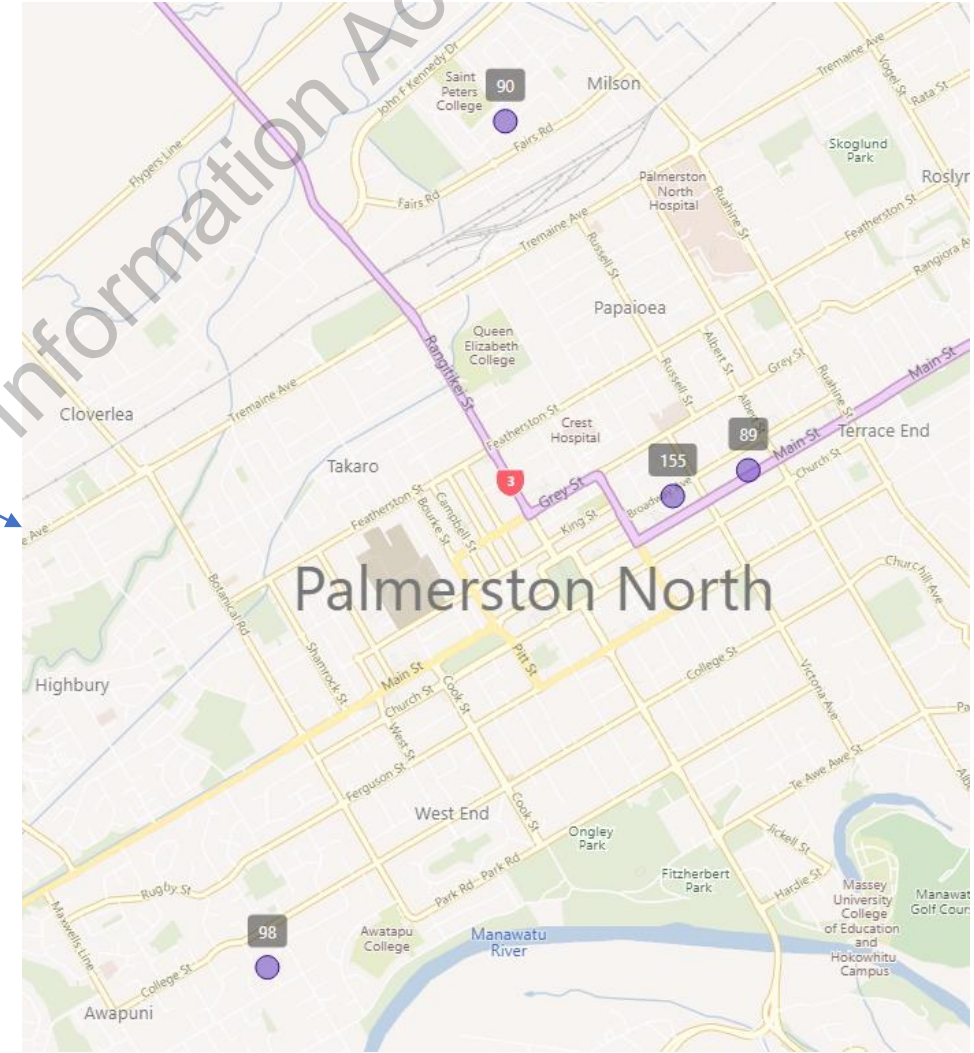 Information Ac
John F Kennedy Dr
Saint
Peters
College
90
Milson
Tremaine Ave
Vogel St
Rata St
Flygers Line
Fairs Rd
Fairs Rd
Skoglund
Park
Palmerston
North
Hospital
Roslyn
Ruahine St
Featherston St
Tremaine Ave
Russell St
Rangiora A
Papaioea
Queen
Elizabeth
College
Rangitikei St
Albert St
Grey St
Russell St
Ruahine St
Main St
Tremaine Ave
Cloverlea
Featherston St
Crest
Hospital
Albert St
89
Main St
Terrace End
Takaro
155
Church St
3
Grey St
Broadway Ave
Featherston St
Campbell St
Bourke St
King St
e Ave
Palmerston North
Churchill Ave
Botanical Rd
Shamrock St
Main St
Pitt St
College St
Victoria Ave
Highbury
Church St
Cook St
West St
Pa
Ferguson St
Te Awe Awe St
Alb
West End
Cook St
Ongley
Park
Jickell St
Park Rd
Park Rd
Fitzherbert
Park
Hardie St
Rugby St
Massey
University
College
of Education
and
Hokowhitu
Campus
Manawat
Golf Cours
Maxwells Line
98
Awatapu
College
Manawatu
River
College St
Awapuni